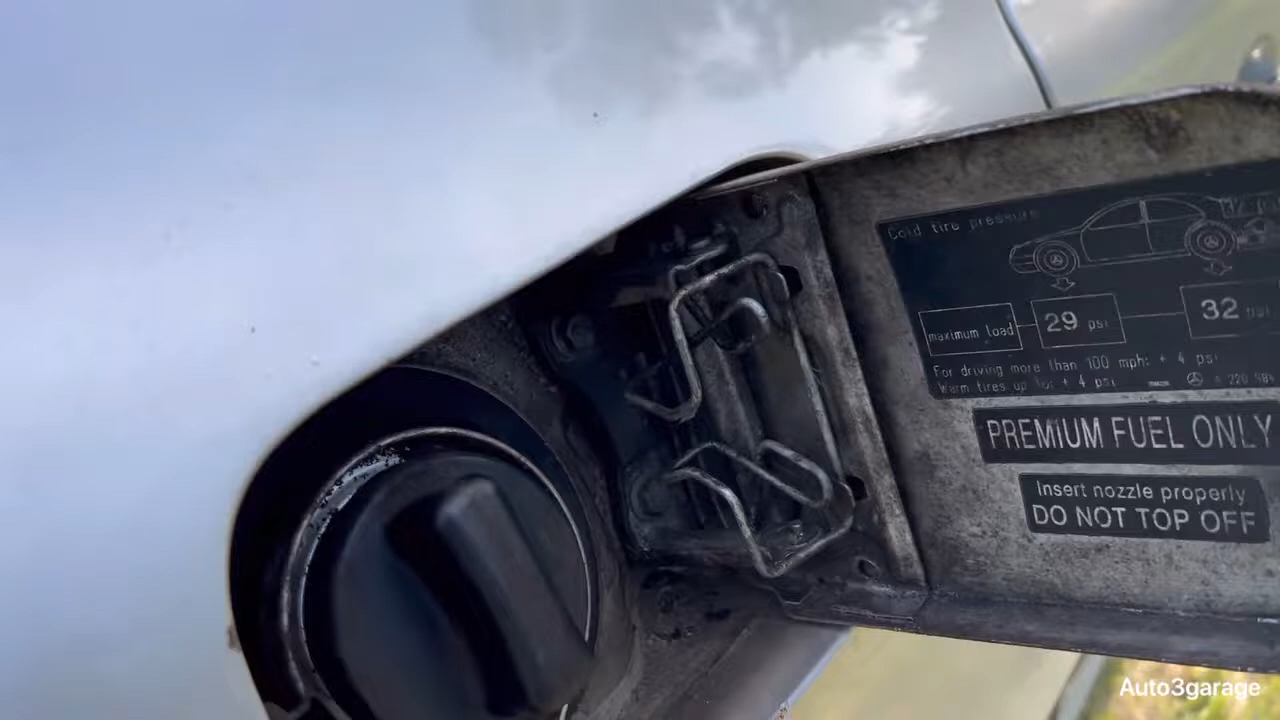 Cold tire pressure
maximum load
29 psi
32 psi
For driving more than 100 mph: + 4 psi
Warm tires up to: + 4 psi
PREMIUM FUEL ONLY
Insert nozzle properly
DO NOT TOP OFF
Auto3garage